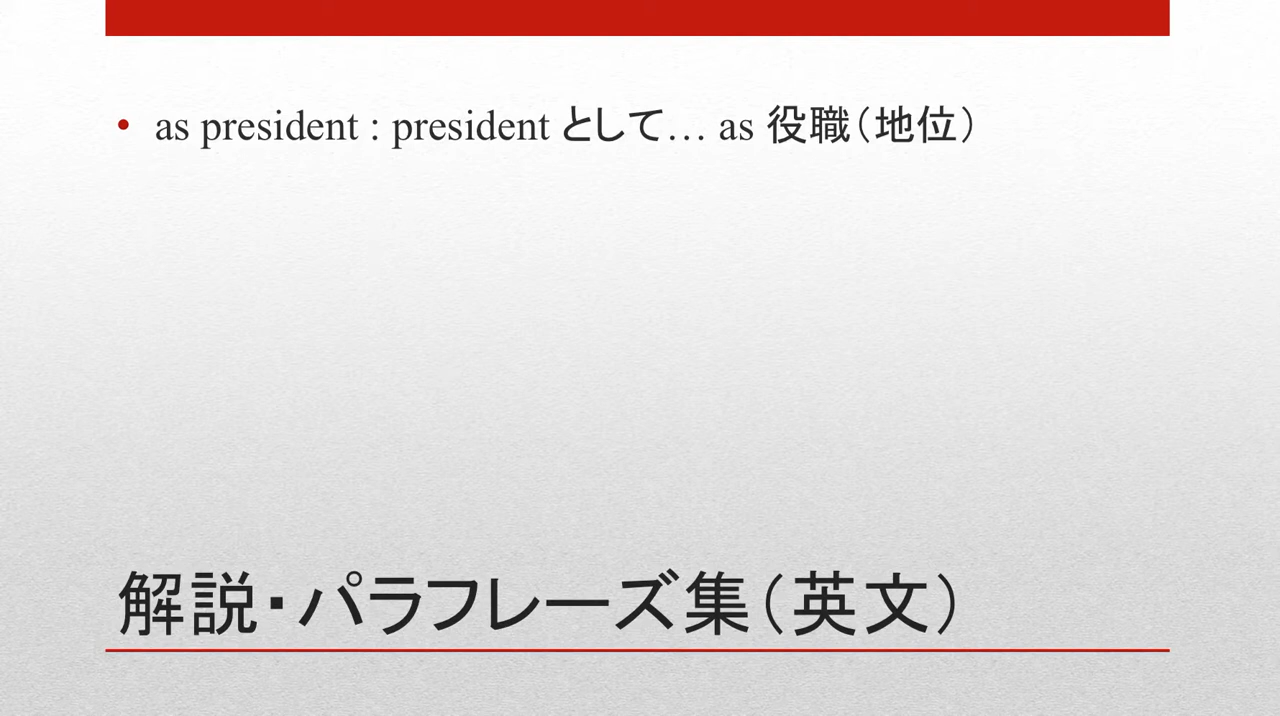 • as president : president として… as 役職（地位）
解説・パラフレーズ集（英文）